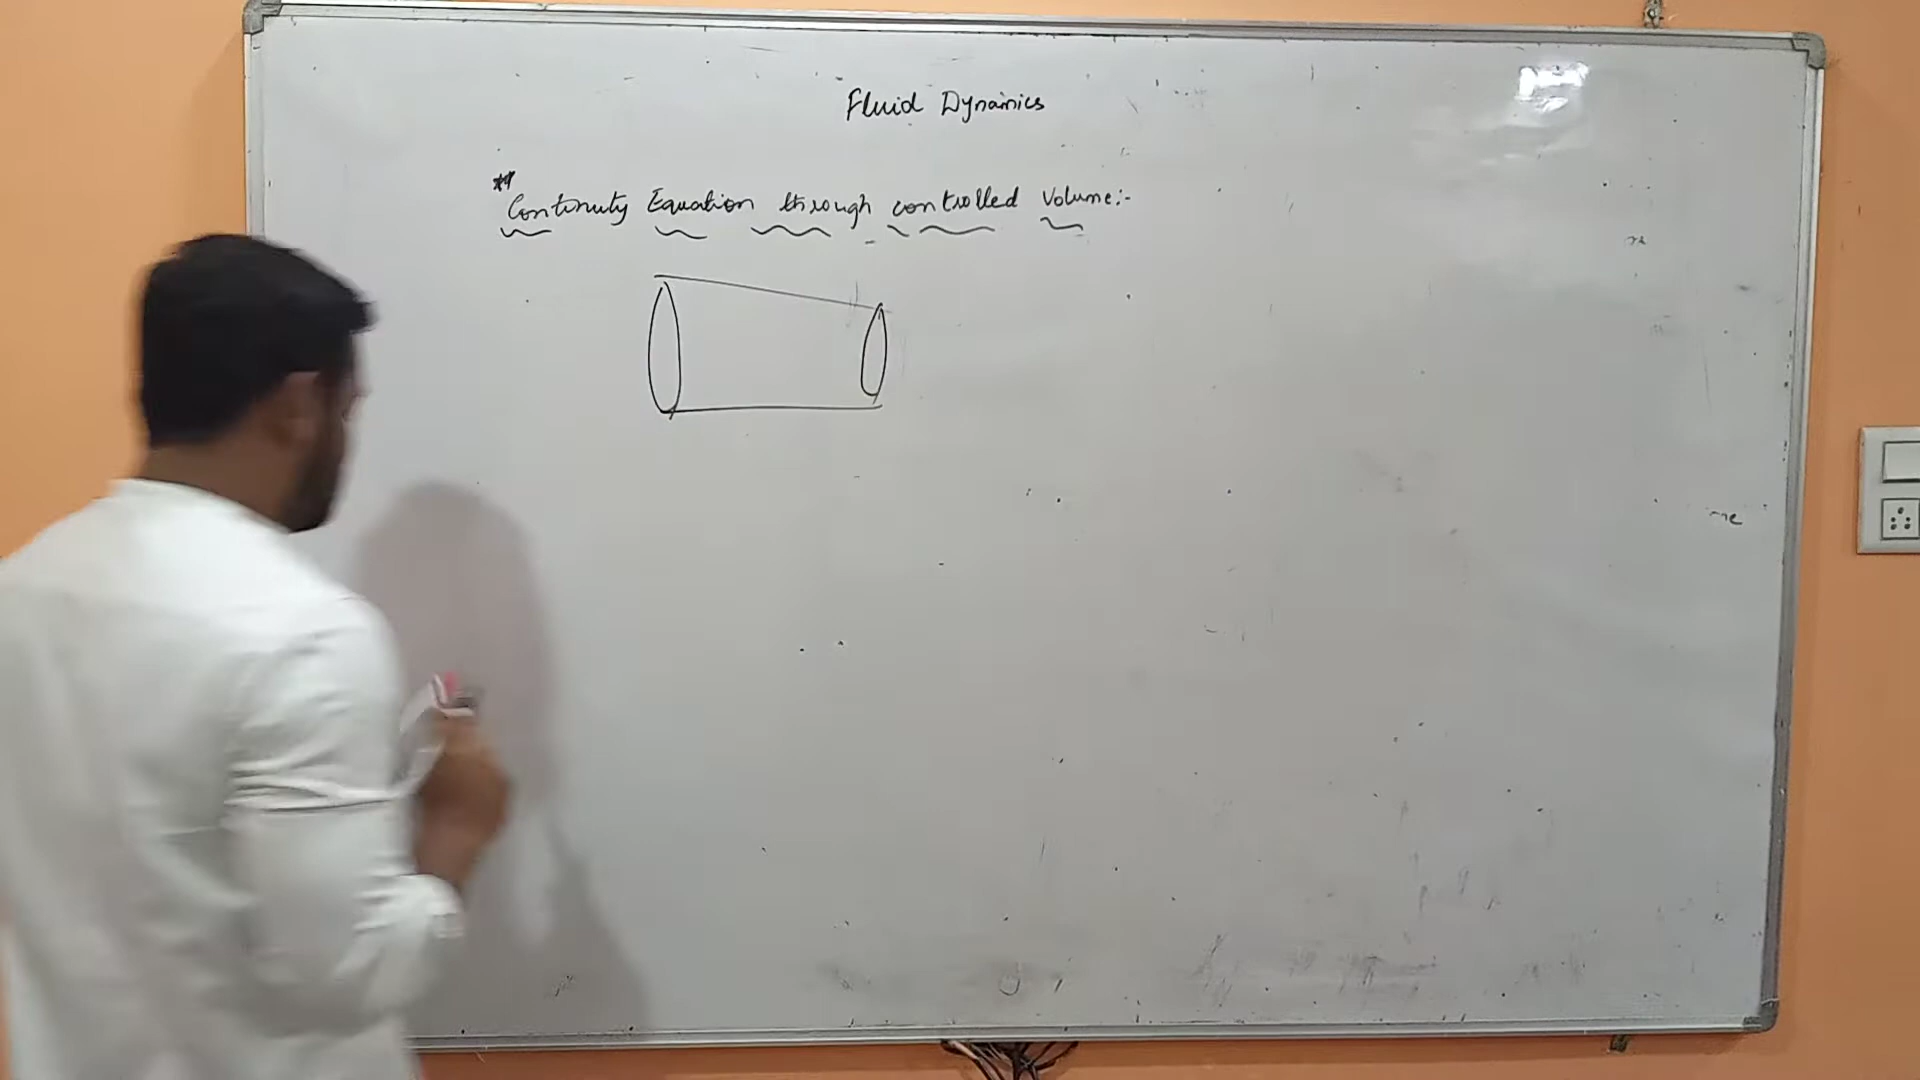 Fluid Dynamics
** Continuity Equation through controlled Volume:-